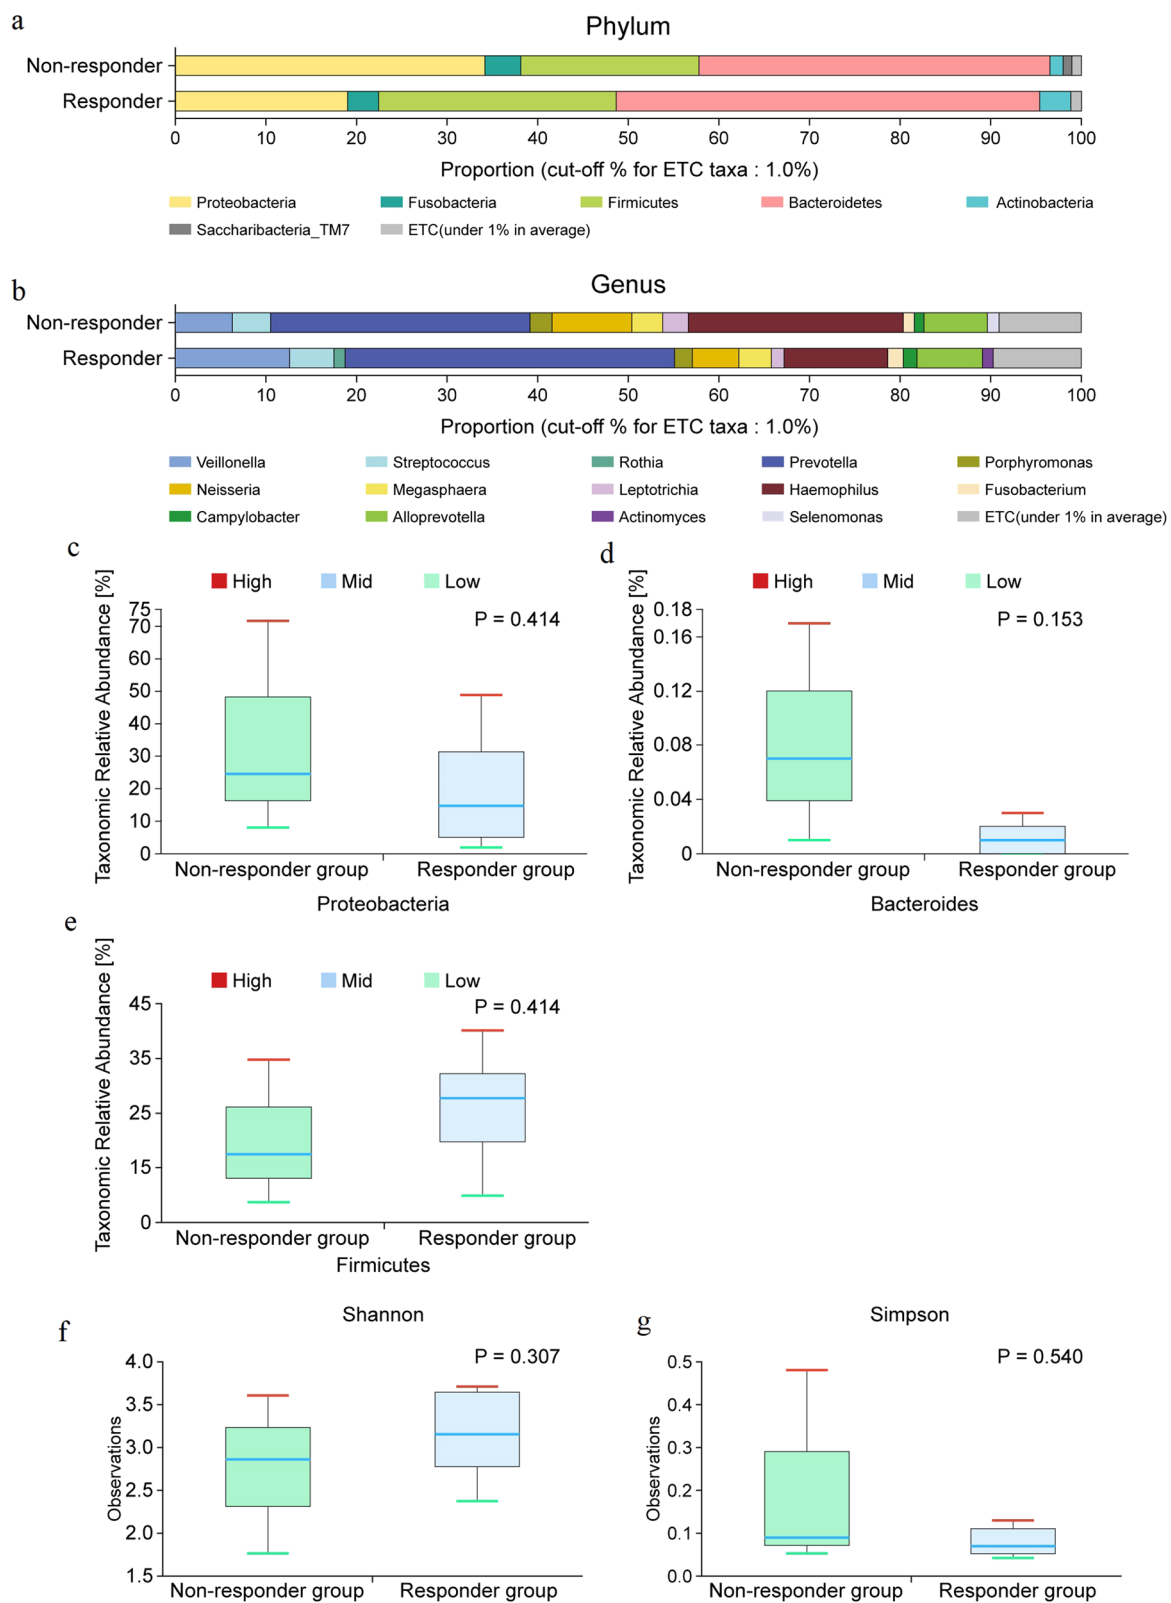 a
Phylum
Non-responder
Responder
0 10 20 30 40 50 60 70 80 90 100
Proportion (cut-off % for ETC taxa : 1.0%)
Proteobacteria Fusobacteria Firmicutes Bacteroidetes Actinobacteria
Saccharibacteria_TM7 ETC(under 1% in average)
b
Genus
Non-responder
Responder
0 10 20 30 40 50 60 70 80 90 100
Proportion (cut-off % for ETC taxa : 1.0%)
Veillonella Streptococcus Rothia Prevotella Porphyromonas
Neisseria Megasphaera Leptotrichia Haemophilus Fusobacterium
Campylobacter Alloprevotella Actinomyces Selenomonas ETC(under 1% in average)
c
High Mid Low
P = 0.414
Taxonomic Relative Abundance [%]
75
70
60
50
40
30
20
10
0
Non-responder group Responder group
Proteobacteria
d
High Mid Low
P = 0.153
Taxonomic Relative Abundance [%]
0.18
0.16
0.12
0.08
0.04
0
Non-responder group Responder group
Bacteroides
e
High Mid Low
P = 0.414
Taxonomic Relative Abundance [%]
45
35
25
15
0
Non-responder group Responder group
Firmicutes
f
Shannon
P = 0.307
Observations
4.0
3.5
3.0
2.5
2.0
1.5
Non-responder group Responder group
g
Simpson
P = 0.540
Observations
0.5
0.4
0.3
0.2
0.1
0.0
Non-responder group Responder group